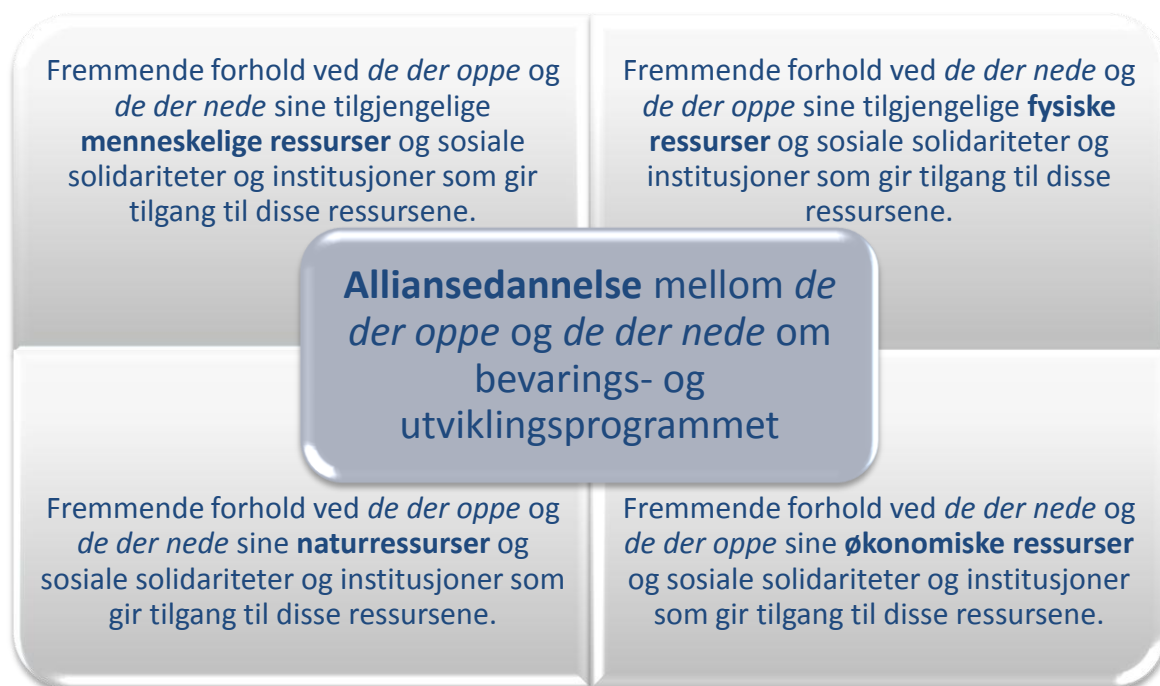 Fremmende forhold ved de der oppe og
de der nede sine tilgjengelige
menneskelige ressurser og sosiale
solidariteter og institusjoner som gir
tilgang til disse ressursene.
Fremmende forhold ved de der nede og
de der oppe sine tilgjengelige fysiske
ressurser og sosiale solidariteter og
institusjoner som gir tilgang til disse
ressursene.
Alliansedannelse mellom de
der oppe og de der nede om
bevarings- og
utviklingsprogrammet
Fremmende forhold ved de der oppe og
de der nede sine naturressurser og
sosiale solidariteter og institusjoner som
gir tilgang til disse ressursene.
Fremmende forhold ved de der nede og
de der oppe sine økonomiske ressurser
og sosiale solidariteter og institusjoner
som gir tilgang til disse ressursene.